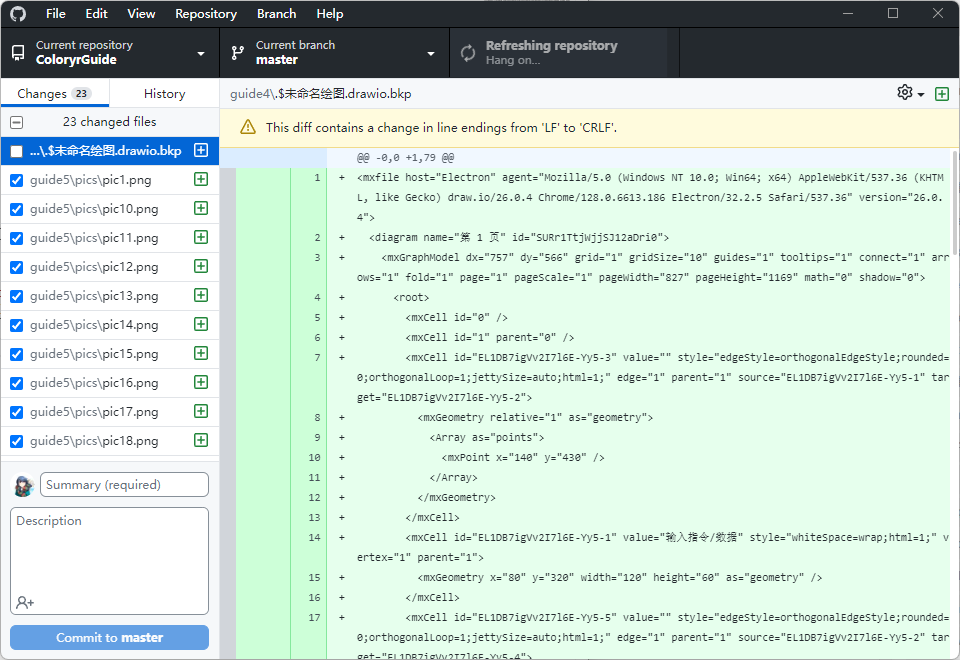 File Edit View Repository Branch Help
Current repository
ColoryrGuide
Current branch
master
Refreshing repository
Hang on...
Changes 23
History
23 changed files
...\.$未命名绘图.drawio.bkp
guide5\pics\pic1.png
guide5\pics\pic10.png
guide5\pics\pic11.png
guide5\pics\pic12.png
guide5\pics\pic13.png
guide5\pics\pic14.png
guide5\pics\pic15.png
guide5\pics\pic16.png
guide5\pics\pic17.png
guide5\pics\pic18.png
Summary (required)
Description
Commit to master
guide4\.$未命名绘图.drawio.bkp
This diff contains a change in line endings from 'LF' to 'CRLF'.
@@ -0,0 +1,79 @@
1 + <mxfile host="Electron" agent="Mozilla/5.0 (Windows NT 10.0; Win64; x64) AppleWebKit/537.36 (KHTM
L, like Gecko) draw.io/26.0.4 Chrome/128.0.6613.186 Electron/32.2.5 Safari/537.36" version="26.0.
4">
2 + <diagram name="第 1 页" id="SURr1TtjWjjSJ12aDri0">
3 + <mxGraphModel dx="757" dy="566" grid="1" gridSize="10" guides="1" tooltips="1" connect="1" arr
ows="1" fold="1" page="1" pageScale="1" pageWidth="827" pageHeight="1169" math="0" shadow="0">
4 + <root>
5 + <mxCell id="0" />
6 + <mxCell id="1" parent="0" />
7 + <mxCell id="EL1DB7igVv2I7l6E-Yy5-3" value="" style="edgeStyle=orthogonalEdgeStyle;rounded=
0;orthogonalLoop=1;jettySize=auto;html=1;" edge="1" parent="1" source="EL1DB7igVv2I7l6E-Yy5-1" tar
get="EL1DB7igVv2I7l6E-Yy5-2">
8 + <mxGeometry relative="1" as="geometry">
9 + <Array as="points">
10 + <mxPoint x="140" y="430" />
11 + </Array>
12 + </mxGeometry>
13 + </mxCell>
14 + <mxCell id="EL1DB7igVv2I7l6E-Yy5-1" value="输入指令/数据" style="whiteSpace=wrap;html=1;" v
ertex="1" parent="1">
15 + <mxGeometry x="80" y="320" width="120" height="60" as="geometry" />
16 + </mxCell>
17 + <mxCell id="EL1DB7igVv2I7l6E-Yy5-5" value="" style="edgeStyle=orthogonalEdgeStyle;rounded=
0;orthogonalLoop=1;jettySize=auto;html=1;" edge="1" parent="1" source="EL1DB7igVv2I7l6E-Yy5-2" tar
get="EL1DB7igVv2I7l6E-Yy5-4">